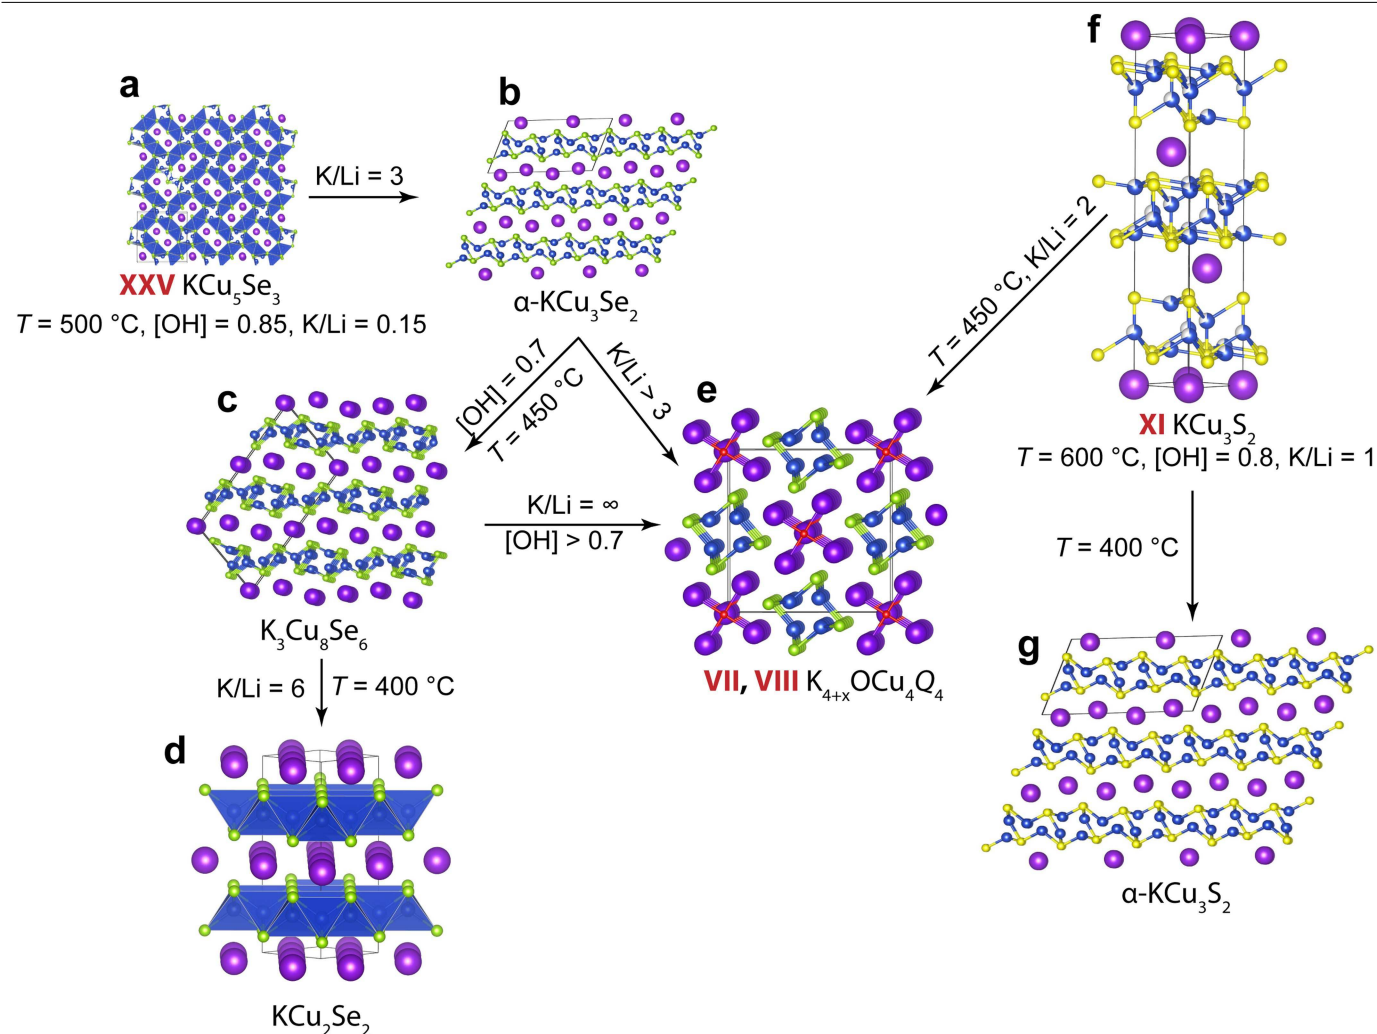 a
K/Li = 3
XXV KCu₅Se₃
T = 500 °C, [OH] = 0.85, K/Li = 0.15
b
α-KCu₃Se₂
[OH] = 0.7
T = 450 °C
K/Li > 3
c
K₃Cu₈Se₆
K/Li = ∞
[OH] > 0.7
K/Li = 6
T = 400 °C
d
KCu₂Se₂
e
VII, VIII K₄₊ₓOCu₄Q₄
f
T = 450 °C, K/Li = 2
XI KCu₃S₂
T = 600 °C, [OH] = 0.8, K/Li = 1
T = 400 °C
g
α-KCu₃S₂